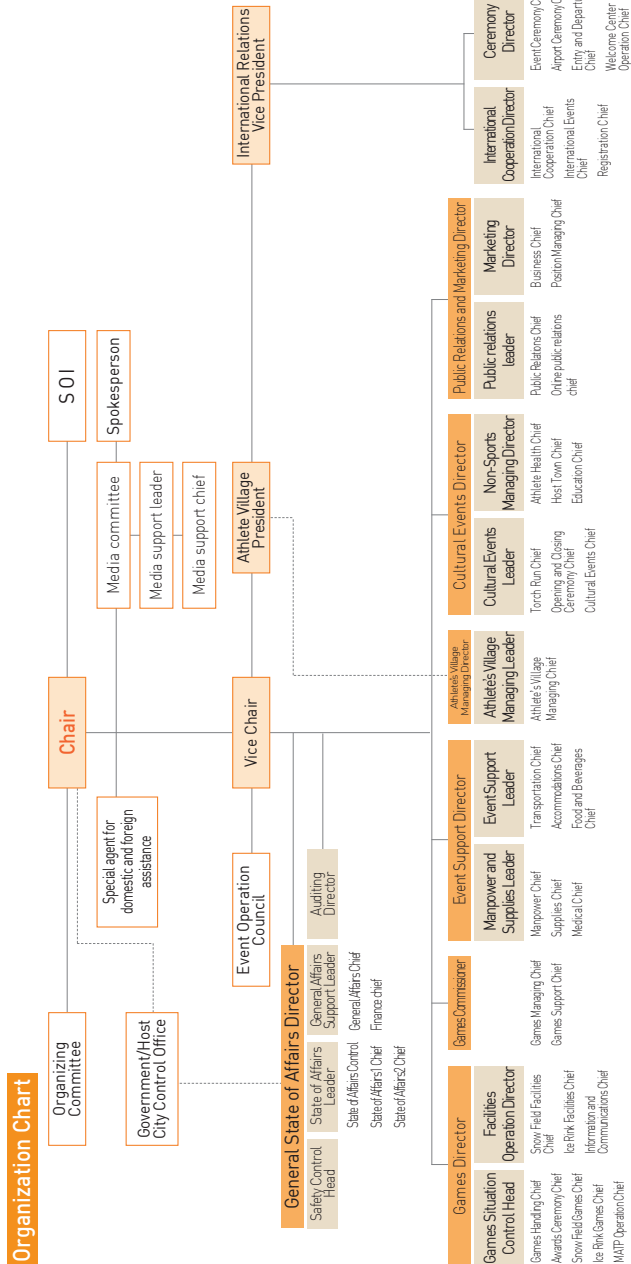 Organization Chart
Organizing
Committee
Chair
SOI
Government/Host
City Control Office
Special agent for
domestic and foreign
assistance
Media committee
Spokesperson
Media support leader
Media support chief
Event Operation
Council
Vice Chair
Athlete Village
President
International Relations
Vice President
General State of Affairs Director
Safety Control
Head
State of Affairs
Leader
State of Affairs Control
State of Affairs1 Chief
State of Affairs2 Chief
General Affairs
Support Leader
General Affairs Chief
Finance chief
Auditing
Director
Games Director
Games Situation
Control Head
Games Handling Chief
Awards Ceremony Chief
Snow Field Games Chief
Ice Rink Games Chief
MATP Operation Chief
Facilities
Operation Director
Snow Field Facilities
Chief
Ice Rink Facilities Chief
Information and
Communications Chief
Games Commissioner
Games Managing Chief
Games Support Chief
Event Support Director
Manpower and
Supplies Leader
Manpower Chief
Supplies Chief
Medical Chief
Event Support
Leader
Transportation Chief
Accommodations Chief
Food and Beverages
Chief
Athlete's Village
Managing Director
Athlete's Village
Managing Leader
Athlete's Village
Managing Chief
Cultural Events Director
Cultural Events
Leader
Torch Run Chief
Opening and Closing
Ceremony Chief
Cultural Events Chief
Non-Sports
Managing Director
Athlete Health Chief
Host Town Chief
Education Chief
Public Relations and Marketing Director
Public relations
leader
Public Relations Chief
Online public relations
chief
Marketing
Director
Business Chief
Position Managing Chief
International
Cooperation Director
International
Cooperation Chief
International Events
Chief
Registration Chief
Ceremony
Director
Event Ceremony
Airport Ceremony
Entry and
Chief
Welcome Center
Operation Chief